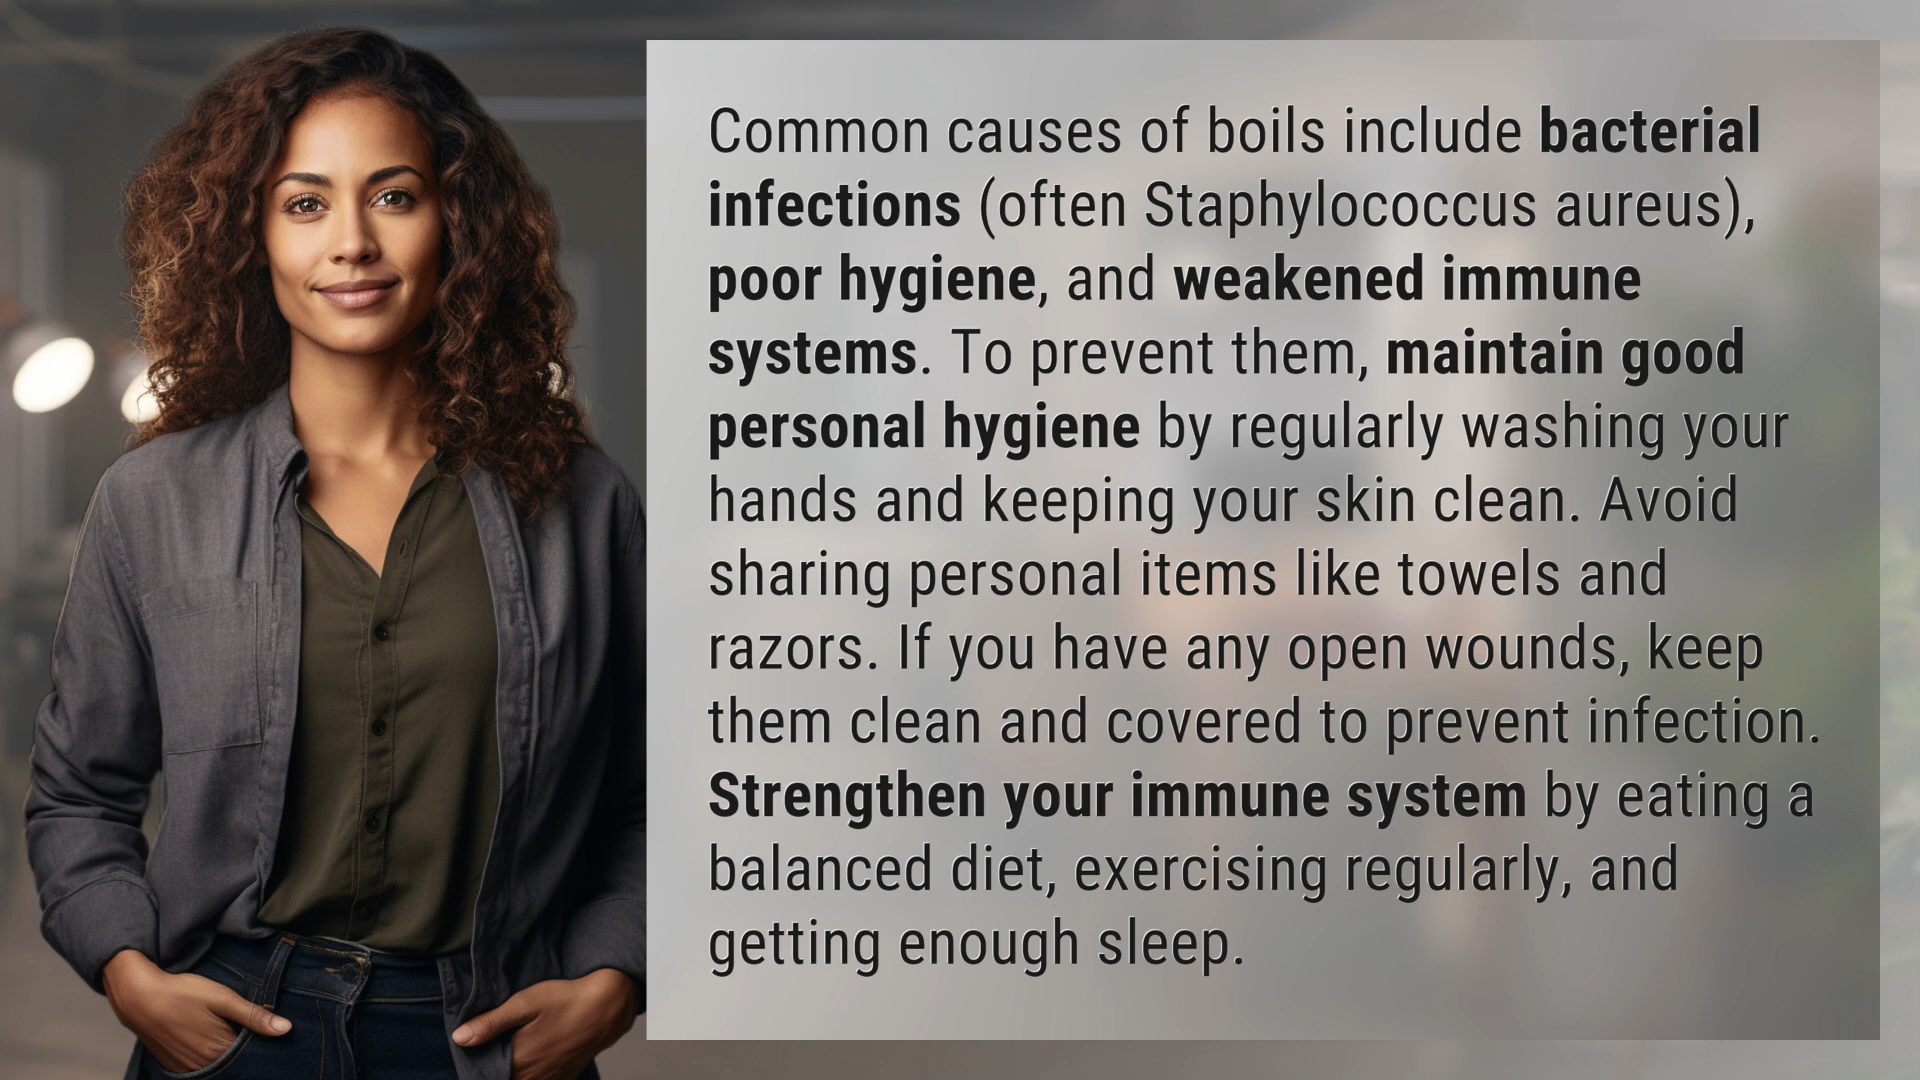 Common causes of boils include bacterial
infections (often Staphylococcus aureus),
poor hygiene, and weakened immune
systems. To prevent them, maintain good
personal hygiene by regularly washing your
hands and keeping your skin clean. Avoid
sharing personal items like towels and
razors. If you have any open wounds, keep
them clean and covered to prevent infection.
Strengthen your immune system by eating a
balanced diet, exercising regularly, and
getting enough sleep.